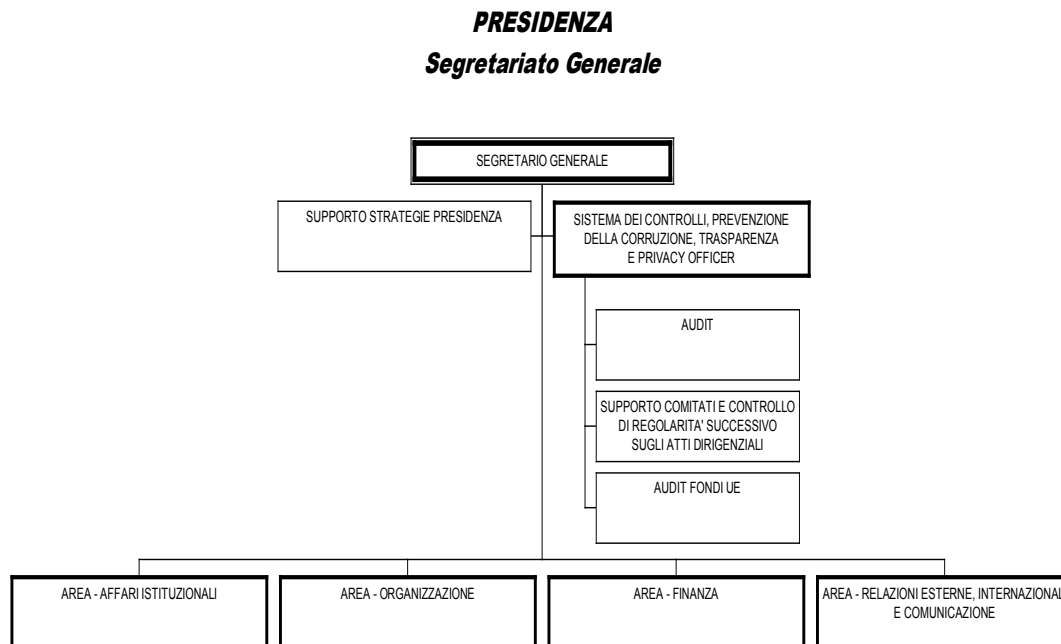 PRESIDENZA
Segretariato Generale
SEGRETARIO GENERALE
SUPPORTO STRATEGIE PRESIDENZA
SISTEMA DEI CONTROLLI, PREVENZIONE
DELLA CORRUZIONE, TRASPARENZA
E PRIVACY OFFICER
AUDIT
SUPPORTO COMITATI E CONTROLLO
DI REGOLARITA' SUCCESSIVO
SUGLI ATTI DIRIGENZIALI
AUDIT FONDI UE
AREA - AFFARI ISTITUZIONALI
AREA - ORGANIZZAZIONE
AREA - FINANZA
AREA - RELAZIONI ESTERNE, INTERNAZIONAL
E COMUNICAZIONE